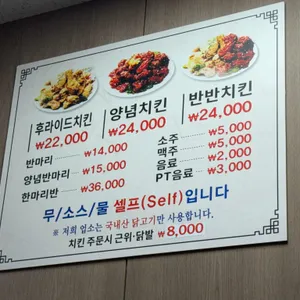 후라이드치킨 양념치킨 반반치킨
₩22,000 ₩24,000 ₩24,000
반마리 ₩14,000
양념반마리 ₩15,000
한마리반 ₩36,000
소주 ₩5,000
맥주 ₩5,000
음료 ₩2,000
PT음료 ₩3,000
무/소스/물 셀프(Self)입니다
※ 저희 업소는 국내산 닭고기만 사용합니다.
치킨 주문시 근위·닭발 ₩8,000